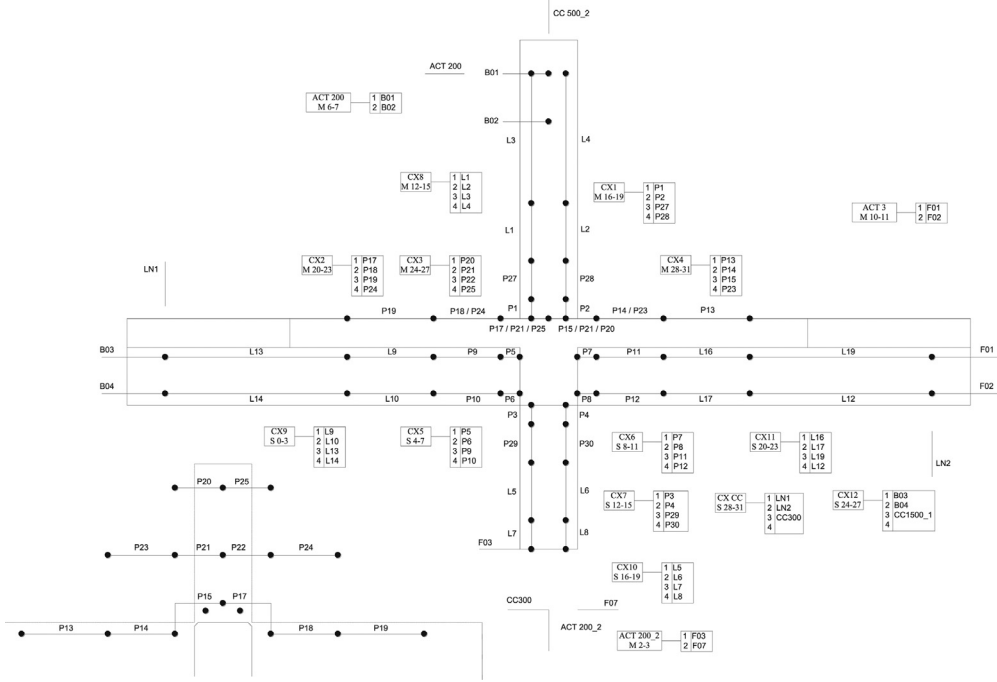 CC 500_2
ACT 200
B01
ACT 200
M 6-7
1 B01
2 B02
B02
L3
L4
CX8
M 12-15
1 L1
2 L2
3 L3
4 L4
CX1
M 16-19
1 P1
2 P2
3 P27
4 P28
ACT 3
M 10-11
1 F01
2 F02
L1
L2
LN1
CX2
M 20-23
1 P17
2 P18
3 P19
4 P24
CX3
M 24-27
1 P20
2 P21
3 P22
4 P25
P27
P28
CX4
M 28-31
1 P13
2 P14
3 P15
4 P23
P19
P18 / P24
P1
P2
P14 / P23
P13
P17 / P21 / P25
P15 / P21 / P20
B03
L13
L9
P9
P5
P7
P11
L16
L19
F01
B04
L14
L10
P10
P6
P8
P12
L17
L12
F02
P3
P4
CX9
S 0-3
1 L9
2 L10
3 L13
4 L14
CX5
S 4-7
1 P5
2 P6
3 P9
4 P10
P29
P30
CX6
S 8-11
1 P7
2 P8
3 P11
4 P12
CX11
S 20-23
1 L16
2 L17
3 L19
4 L12
LN2
P20
P25
L5
L6
CX7
S 12-15
1 P3
2 P4
3 P29
4 P30
CX CC
S 28-31
1 LN1
2 LN2
3 CC300
4
CX12
S 24-27
1 B03
2 B04
3 CC1500_1
4
L7
L8
F03
P23
P21
P22
P24
CX10
S 16-19
1 L5
2 L6
3 L7
4 L8
P15
P17
CC300
F07
P13
P14
P18
P19
ACT 200_2
ACT 200_2
M 2-3
1 F03
2 F07